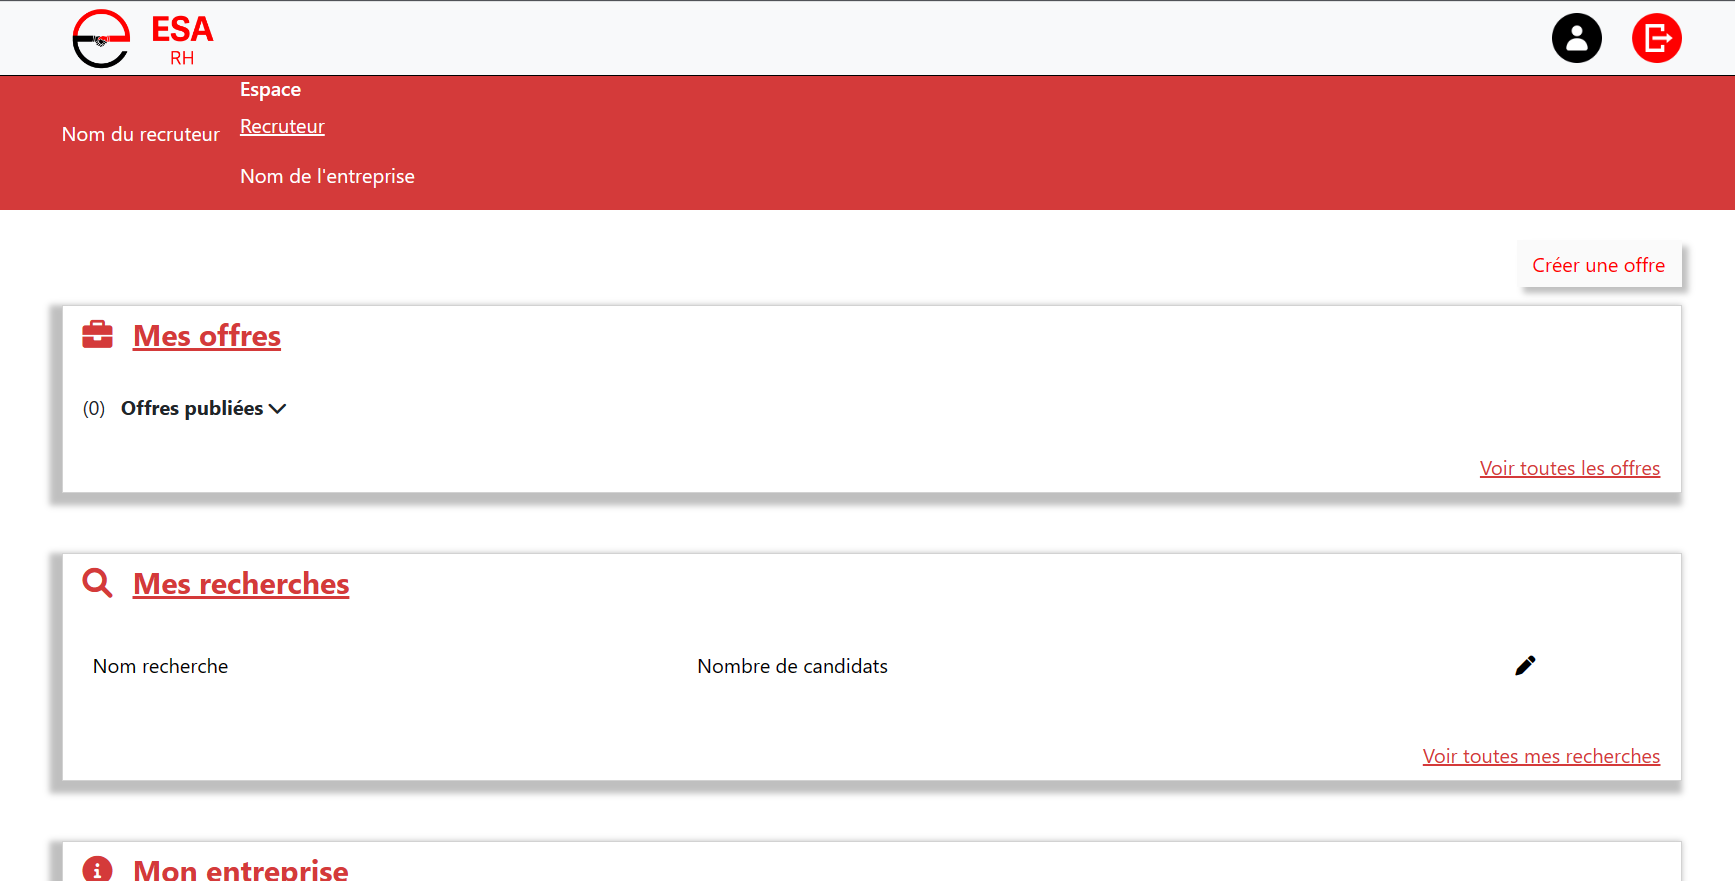 ESA
RH
Espace
Nom du recruteur
Recruteur
Nom de l'entreprise
Créer une offre
Mes offres
(0) Offres publiées
Voir toutes les offres
Mes recherches
Nom recherche Nombre de candidats
Voir toutes mes recherches
Mon entreprise